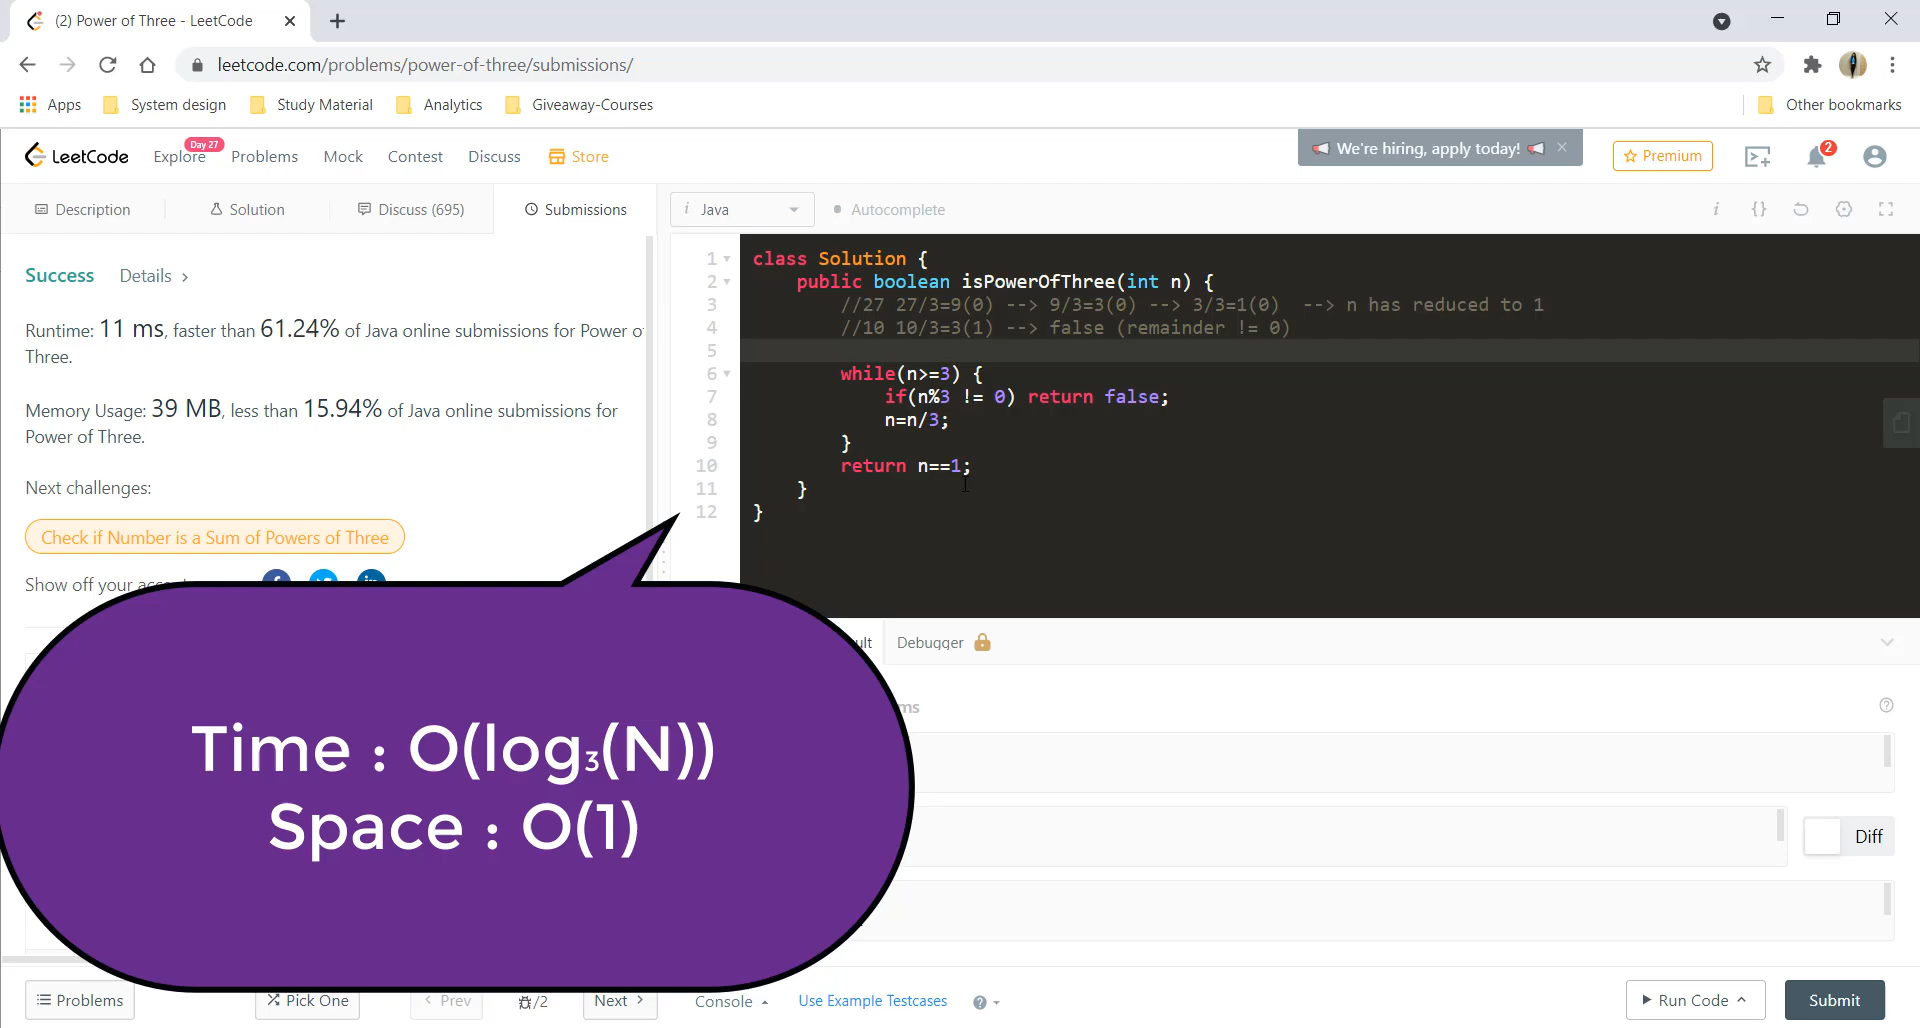 (2) Power of Three - LeetCode
leetcode.com/problems/power-of-three/submissions/
Apps System design Study Material Analytics Giveaway-Courses Other bookmarks
LeetCode Explore Day 27 Problems Mock Contest Discuss Store We're hiring, apply today! Premium 2
Description Solution Discuss (695) Submissions i Java Autocomplete i {}
Success Details >
Runtime: 11 ms, faster than 61.24% of Java online submissions for Power o
Three.
Memory Usage: 39 MB, less than 15.94% of Java online submissions for
Power of Three.
Next challenges:
Check if Number is a Sum of Powers of Three
Show off your
1 class Solution {
2 public boolean isPowerOfThree(int n) {
3 //27 27/3=9(0) --> 9/3=3(0) --> 3/3=1(0)  --> n has reduced to 1
4 //10 10/3=3(1) --> false (remainder != 0)
5
6 while(n>=3) {
7 if(n%3 != 0) return false;
8 n=n/3;
9 }
10 return n==1;
11 }
12 }
Debugger
Time : O(log₃(N))
Space : O(1)
Diff
Problems Pick One < Prev /2 Next > Console Use Example Testcases ? Run Code Submit